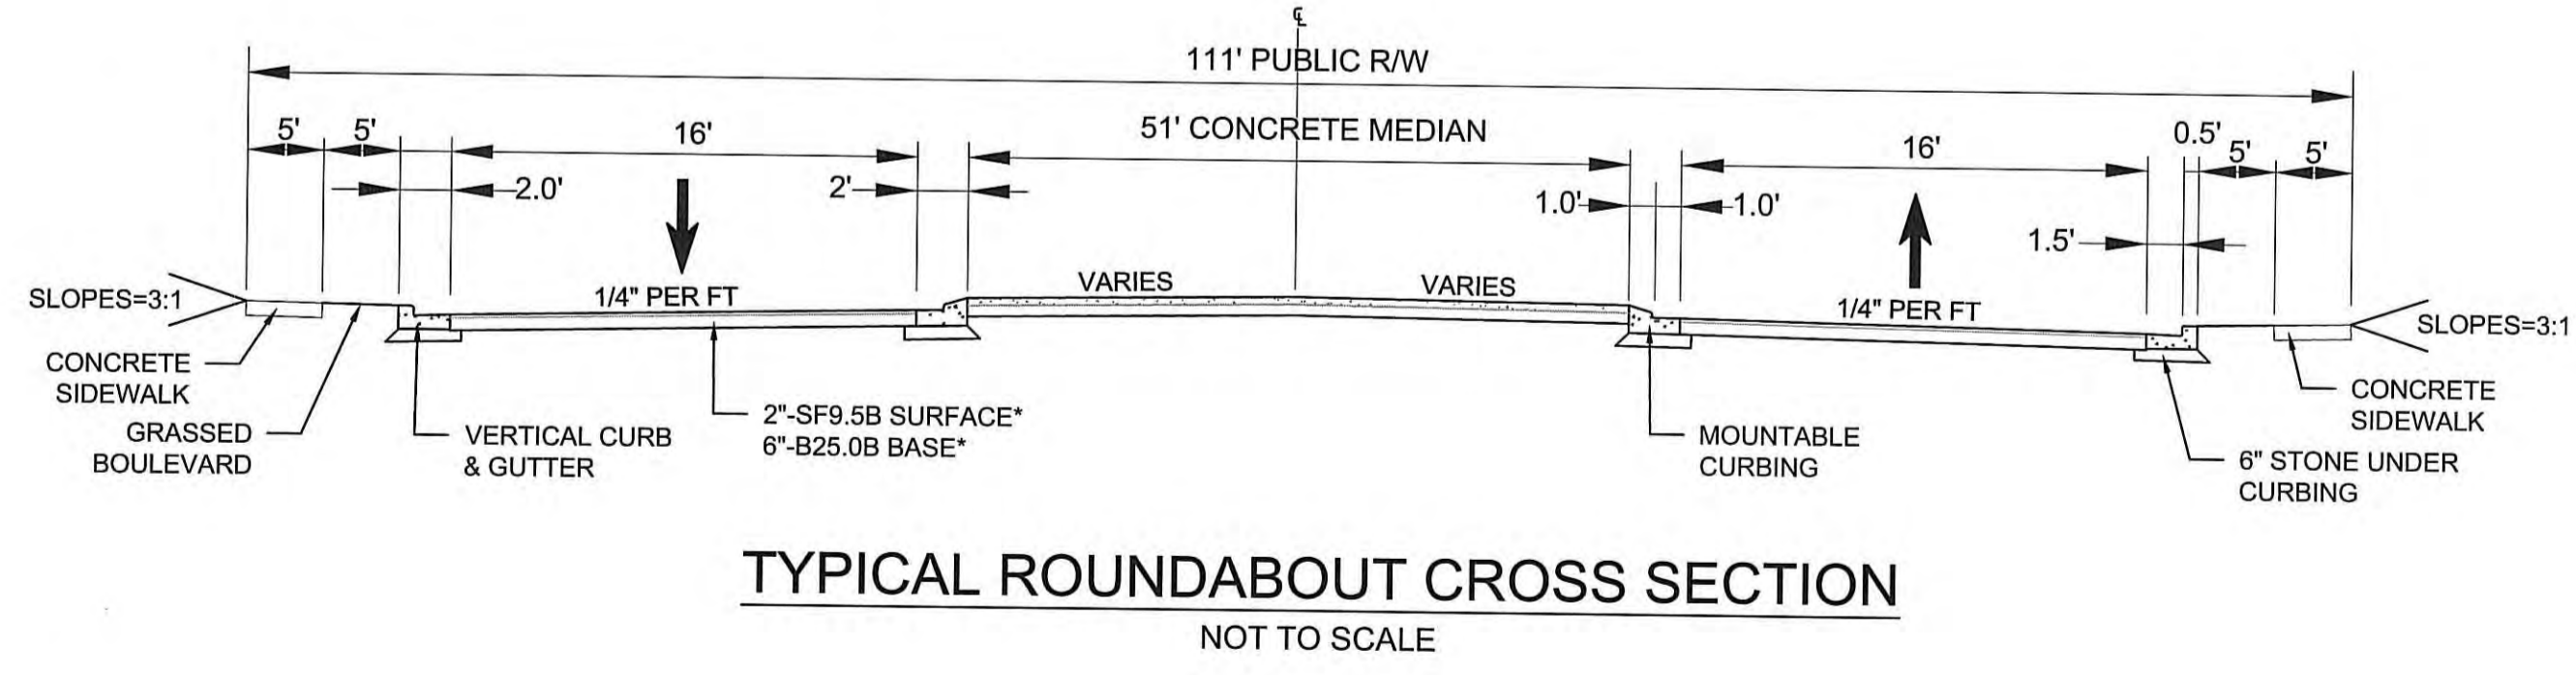 ℄
111' PUBLIC R/W
5' 5' 16' 51' CONCRETE MEDIAN 16' 0.5' 5' 5'
2.0' 2' 1.0' 1.0' 1.5'
SLOPES=3:1 1/4" PER FT VARIES VARIES 1/4" PER FT SLOPES=3:1
CONCRETE
SIDEWALK
GRASSED
BOULEVARD
VERTICAL CURB
& GUTTER
2"-SF9.5B SURFACE*
6"-B25.0B BASE*
MOUNTABLE
CURBING
CONCRETE
SIDEWALK
6" STONE UNDER
CURBING
TYPICAL ROUNDABOUT CROSS SECTION
NOT TO SCALE